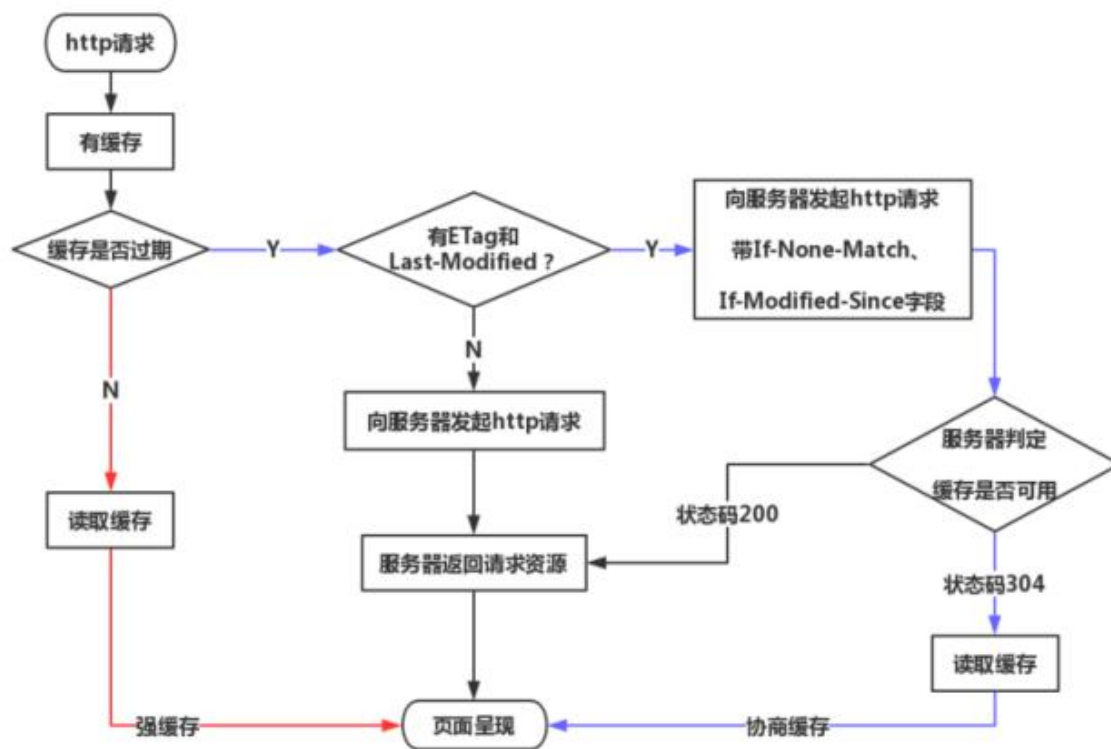 http请求
有缓存
缓存是否过期
Y
有ETag和
Last-Modified ?
Y
向服务器发起http请求
带If-None-Match、
If-Modified-Since字段
N
N
向服务器发起http请求
服务器判定
缓存是否可用
读取缓存
状态码200
服务器返回请求资源
状态码304
读取缓存
强缓存
页面呈现
协商缓存